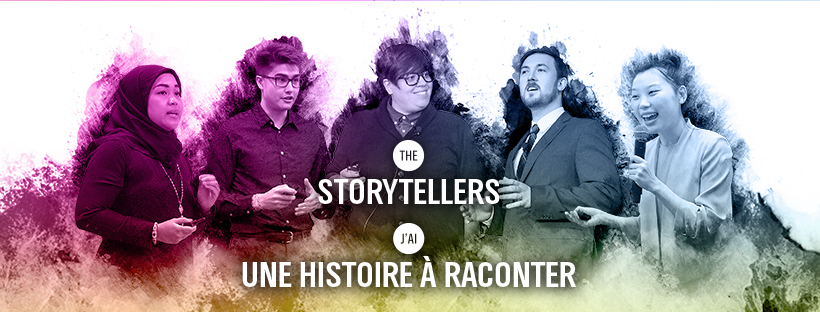 THE
STORYTELLERS
J'AI
UNE HISTOIRE À RACONTER